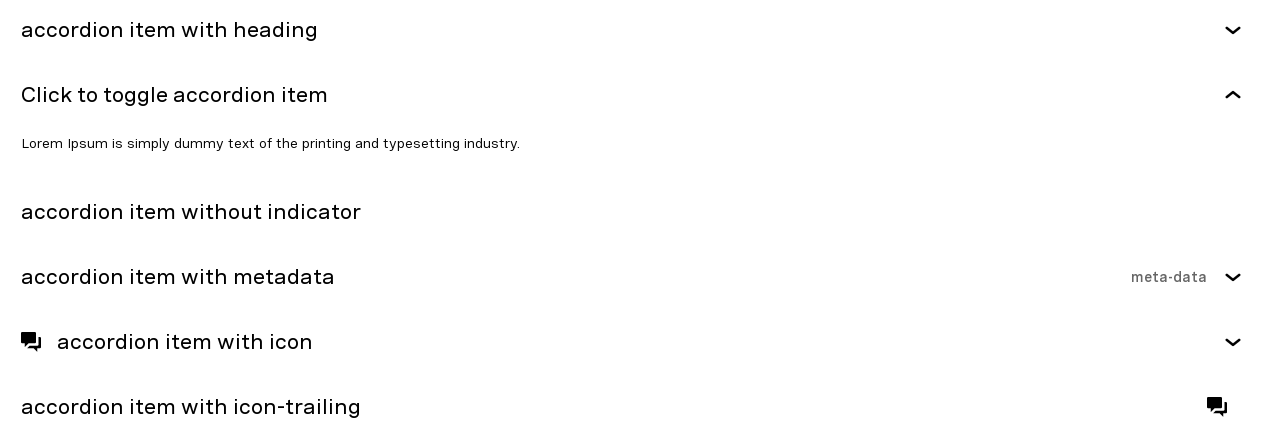 accordion item with heading
Click to toggle accordion item
Lorem Ipsum is simply dummy text of the printing and typesetting industry.
accordion item without indicator
accordion item with metadata meta-data
accordion item with icon
accordion item with icon-trailing